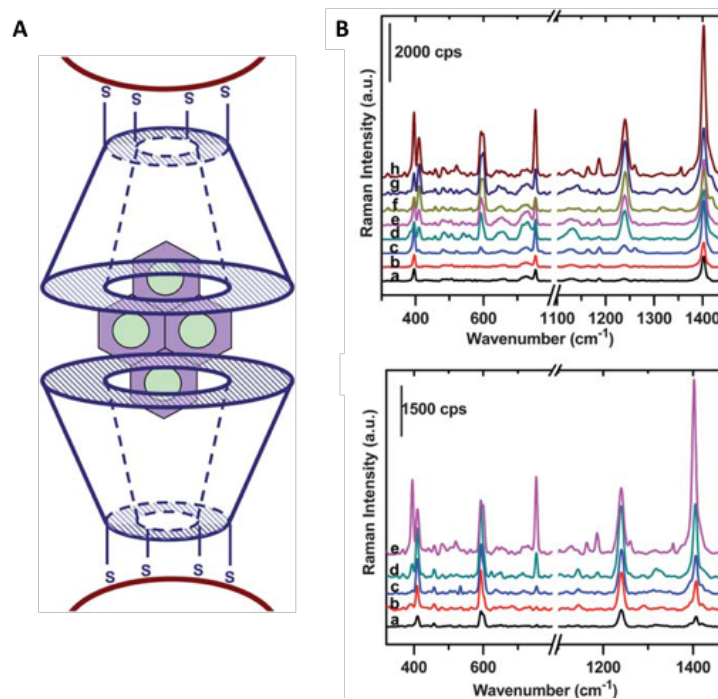 A
S S S S
S S S S
B
2000 cps
Raman Intensity (a.u.)
h
g
f
e
d
c
b
a
400 600 1100 1200 1300 1400
Wavenumber (cm-1)
1500 cps
Raman Intensity (a.u.)
e
d
c
b
a
400 600 1200 1400
Wavenumber (cm-1)